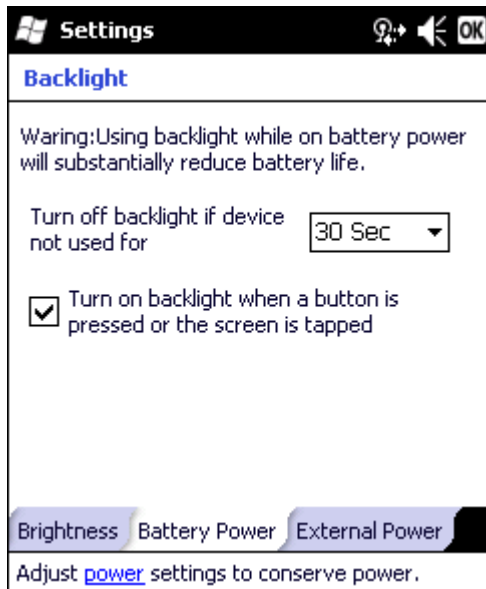 Settings
OK
Backlight
Waring:Using backlight while on battery power
will substantially reduce battery life.
Turn off backlight if device
not used for
30 Sec
Turn on backlight when a button is
pressed or the screen is tapped
Brightness Battery Power External Power
Adjust power settings to conserve power.